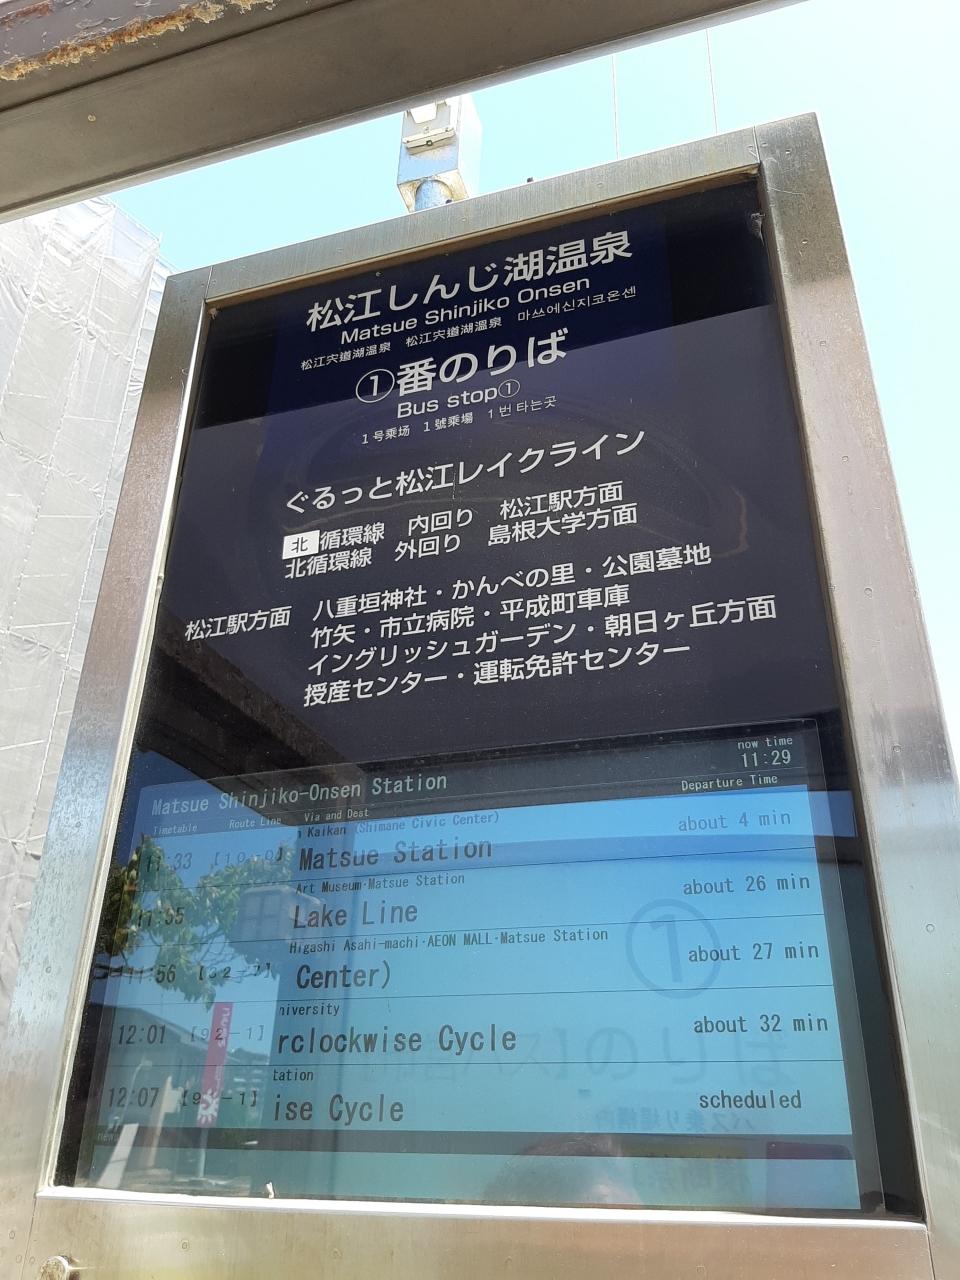 松江しんじ湖温泉
Matsue Shinjiko Onsen
松江宍道湖温泉 松江宍道湖溫泉 마쓰에신지코온센
①番のりば
Bus stop①
1号乘场 1號乘場 1번 타는곳
ぐるっと松江レイクライン
北循環線 内回り 松江駅方面
北循環線 外回り 島根大学方面
松江駅方面 八重垣神社・かんべの里・公園墓地
竹矢・市立病院・平成町車庫
イングリッシュガーデン・朝日ヶ丘方面
授産センター・運転免許センター
now time
Matsue Shinjiko-Onsen Station 11:29
Timetable Route Line Via and Dest Departure Time
n Kaikan (Shimane Civic Center)
11:33 Matsue Station about 4 min
Art Museum·Matsue Station
11:55 Lake Line about 26 min
Higashi Asahi-machi·AEON MALL·Matsue Station
11:56 [32-7] Center) about 27 min
niversity
12:01 [92-1] rclockwise Cycle about 32 min
tation
12:07 [91-1] ise Cycle scheduled
①
のりば